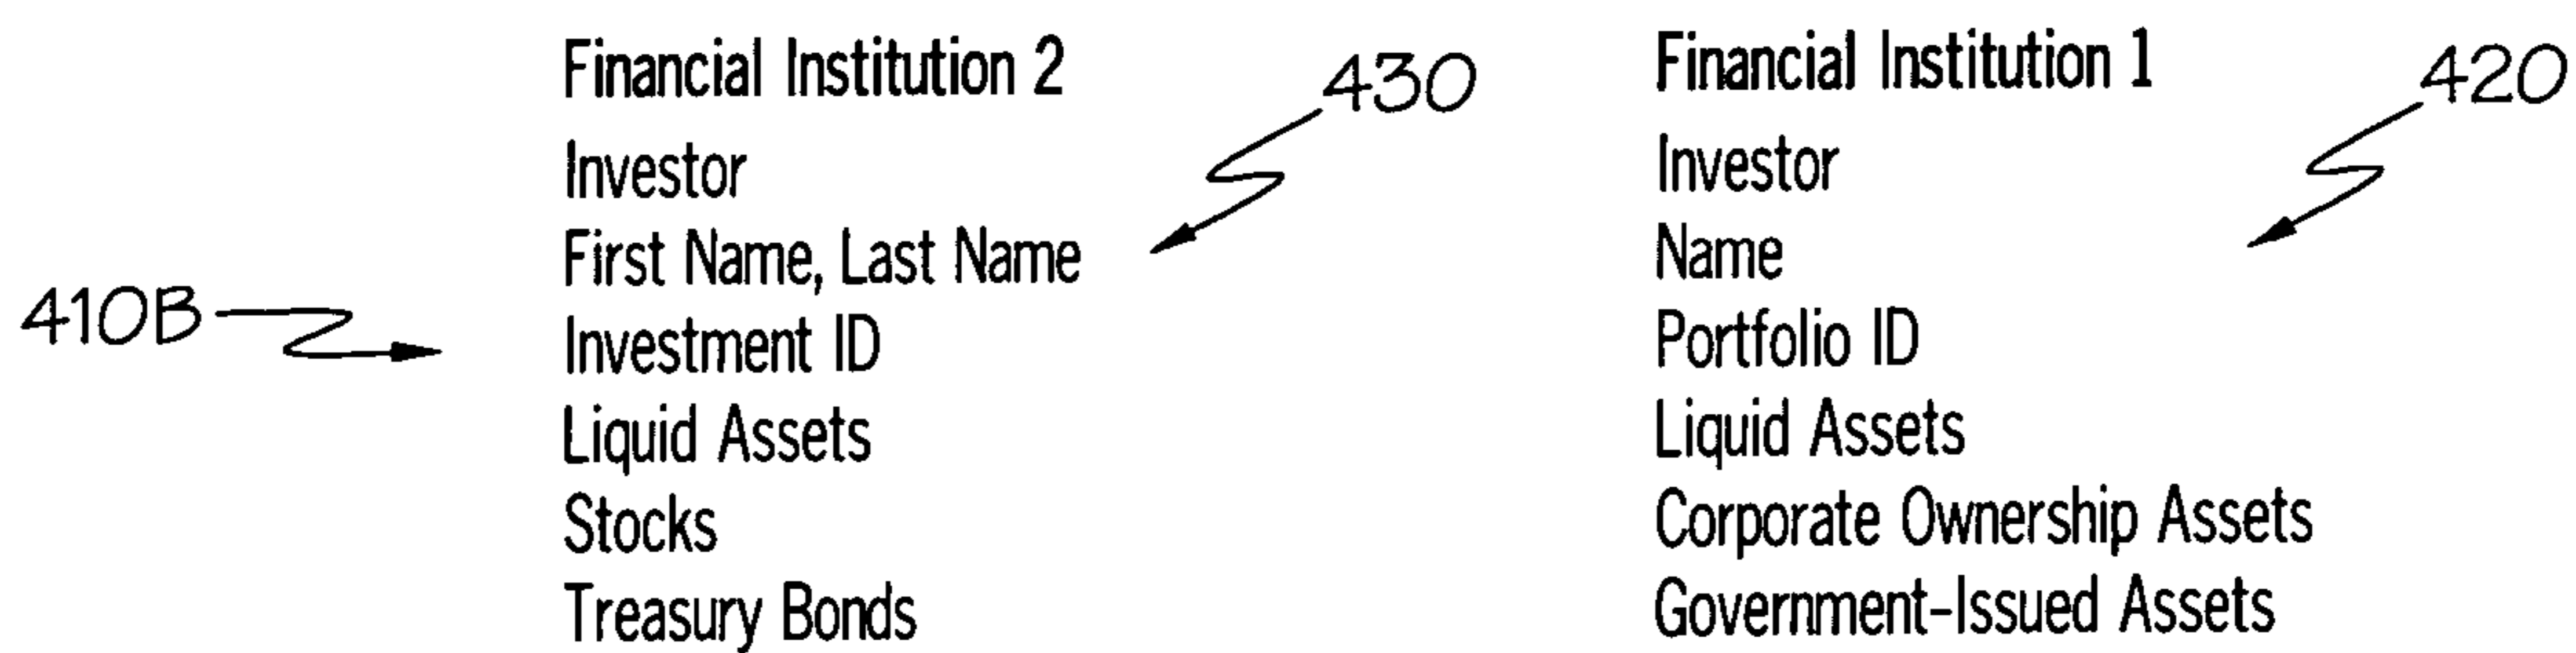 Financial Institution 2
430
Investor
First Name, Last Name
410B
Investment ID
Liquid Assets
Stocks
Treasury Bonds
Financial Institution 1
420
Investor
Name
Portfolio ID
Liquid Assets
Corporate Ownership Assets
Government-Issued Assets